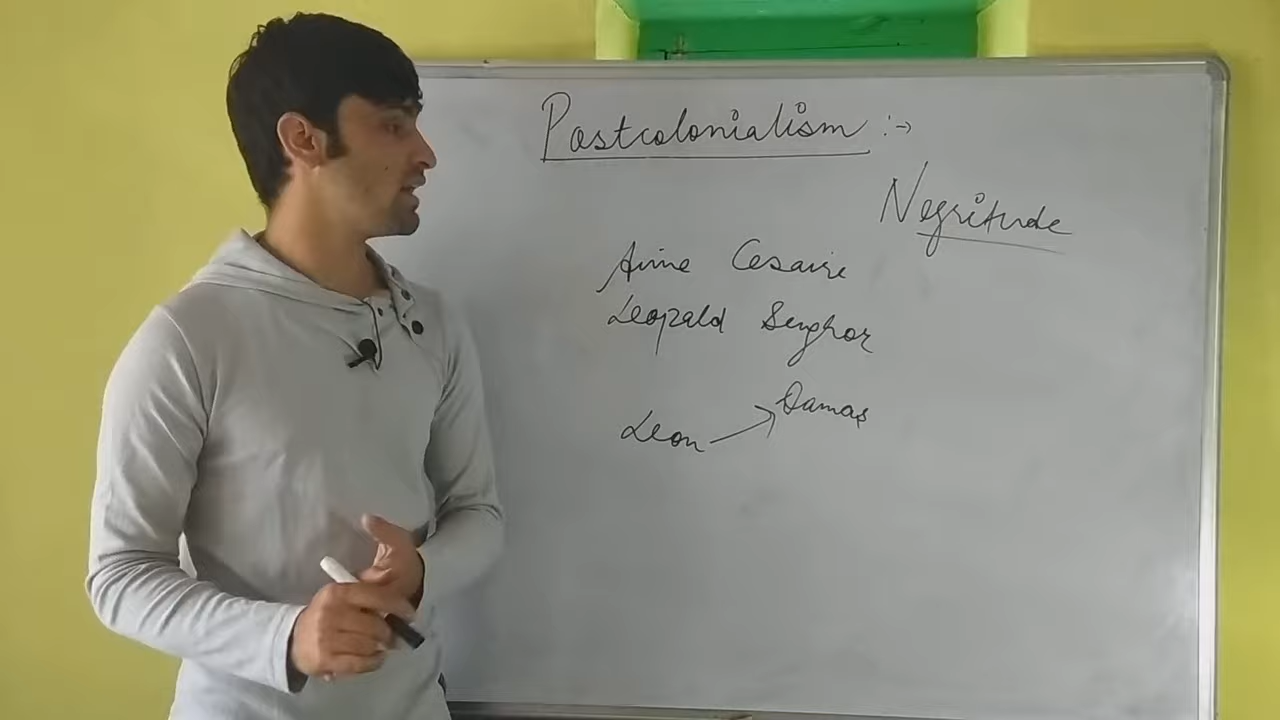 Postcolonialism :→
Negritude
Aime Cesaire
Leopald Senghor
Leon → Damas